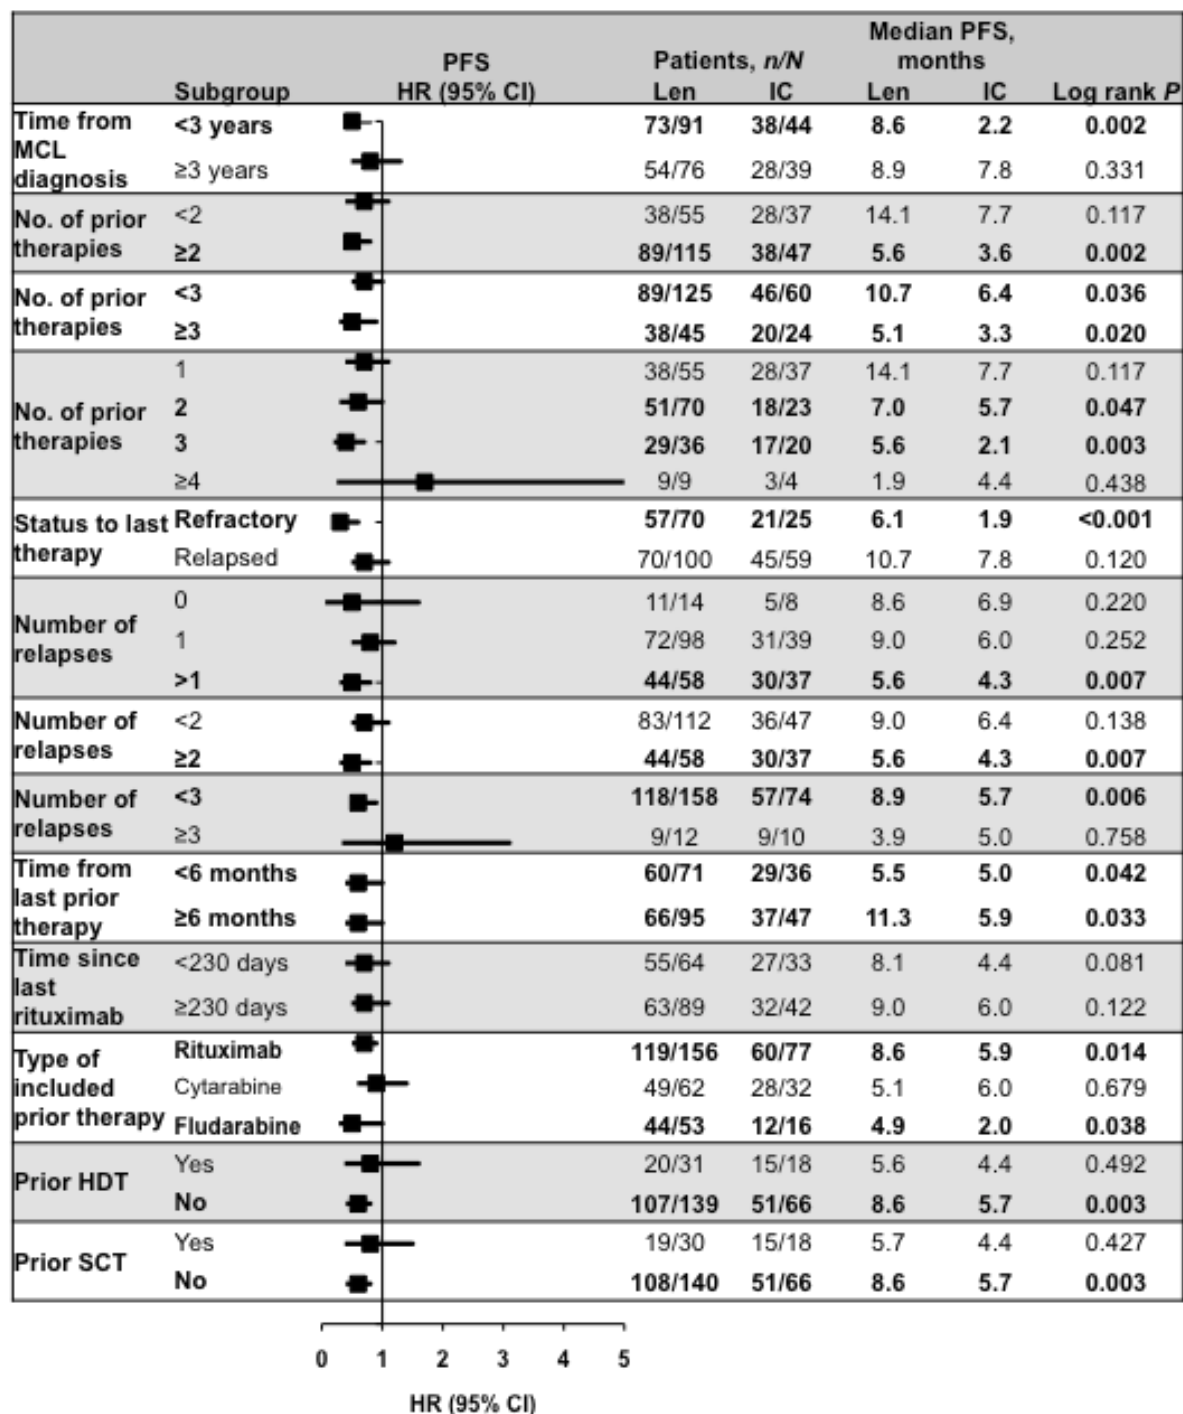 Median PFS,
PFS Patients, n/N months
Subgroup HR (95% CI) Len IC Len IC Log rank P
Time from MCL diagnosis
<3 years 73/91 38/44 8.6 2.2 0.002
≥3 years 54/76 28/39 8.9 7.8 0.331
No. of prior therapies
<2 38/55 28/37 14.1 7.7 0.117
≥2 89/115 38/47 5.6 3.6 0.002
No. of prior therapies
<3 89/125 46/60 10.7 6.4 0.036
≥3 38/45 20/24 5.1 3.3 0.020
No. of prior therapies
1 38/55 28/37 14.1 7.7 0.117
2 51/70 18/23 7.0 5.7 0.047
3 29/36 17/20 5.6 2.1 0.003
≥4 9/9 3/4 1.9 4.4 0.438
Status to last therapy
Refractory 57/70 21/25 6.1 1.9 <0.001
Relapsed 70/100 45/59 10.7 7.8 0.120
Number of relapses
0 11/14 5/8 8.6 6.9 0.220
1 72/98 31/39 9.0 6.0 0.252
>1 44/58 30/37 5.6 4.3 0.007
Number of relapses
<2 83/112 36/47 9.0 6.4 0.138
≥2 44/58 30/37 5.6 4.3 0.007
Number of relapses
<3 118/158 57/74 8.9 5.7 0.006
≥3 9/12 9/10 3.9 5.0 0.758
Time from last prior therapy
<6 months 60/71 29/36 5.5 5.0 0.042
≥6 months 66/95 37/47 11.3 5.9 0.033
Time since last rituximab
<230 days 55/64 27/33 8.1 4.4 0.081
≥230 days 63/89 32/42 9.0 6.0 0.122
Type of included prior therapy
Rituximab 119/156 60/77 8.6 5.9 0.014
Cytarabine 49/62 28/32 5.1 6.0 0.679
Fludarabine 44/53 12/16 4.9 2.0 0.038
Prior HDT
Yes 20/31 15/18 5.6 4.4 0.492
No 107/139 51/66 8.6 5.7 0.003
Prior SCT
Yes 19/30 15/18 5.7 4.4 0.427
No 108/140 51/66 8.6 5.7 0.003
0 1 2 3 4 5
HR (95% CI)